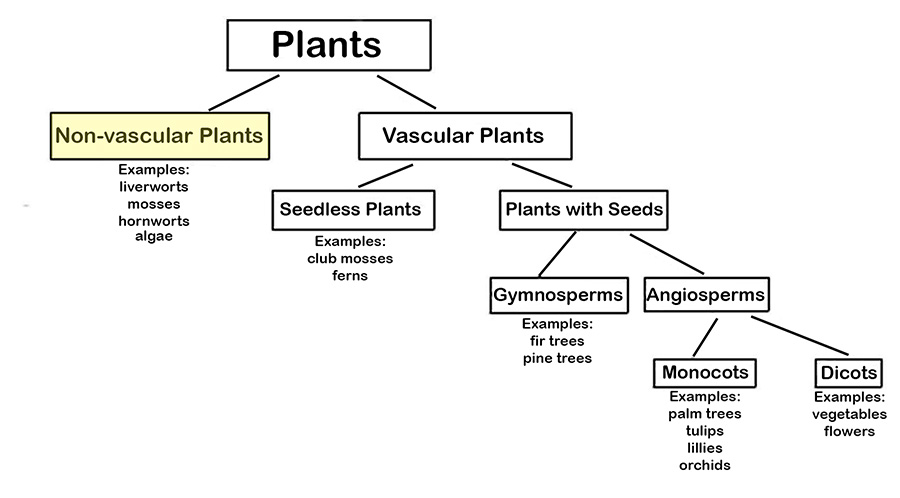 Plants
Non-vascular Plants
Examples:
liverworts
mosses
hornworts
algae
Vascular Plants
Seedless Plants
Examples:
club mosses
ferns
Plants with Seeds
Gymnosperms
Examples:
fir trees
pine trees
Angiosperms
Monocots
Examples:
palm trees
tulips
lillies
orchids
Dicots
Examples:
vegetables
flowers